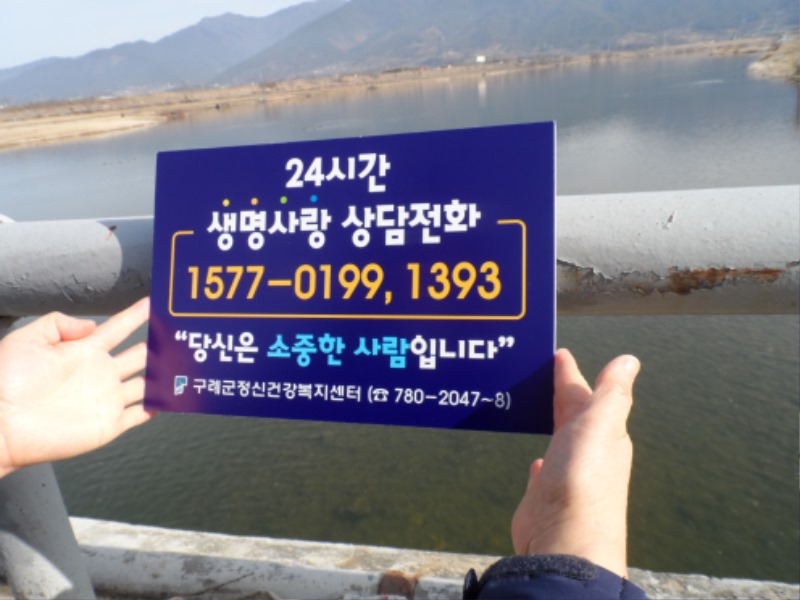 24시간
생명사랑 상담전화
1577-0199, 1393
“당신은 소중한 사람입니다”
구례군정신건강복지센터 (☎ 780-2047~8)